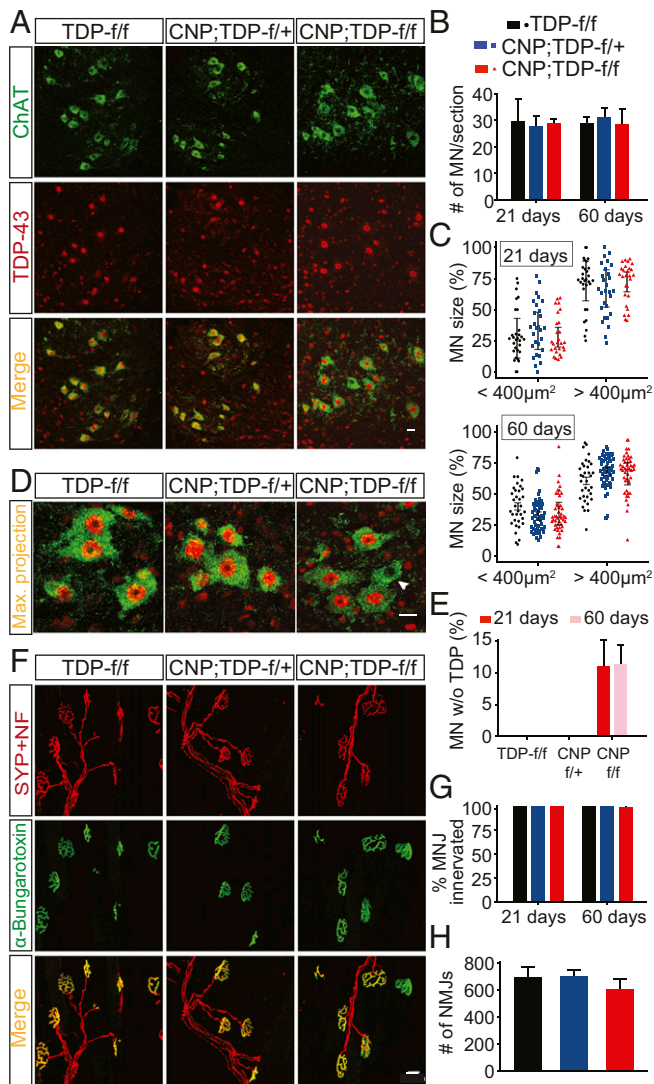 A
TDP-f/f
CNP;TDP-f/+
CNP;TDP-f/f
ChAT
TDP-43
Merge
B
TDP-f/f
CNP;TDP-f/+
CNP;TDP-f/f
# of MN/section
40
30
20
10
0
21 days
60 days
C
21 days
MN size (%)
100
75
50
25
0
< 400µm²
> 400µm²
60 days
MN size (%)
100
75
50
25
0
< 400µm²
> 400µm²
D
TDP-f/f
CNP;TDP-f/+
CNP;TDP-f/f
Max. projection
E
21 days
60 days
MN w/o TDP (%)
15
10
5
0
TDP-f/f
CNP f/+
CNP f/f
F
TDP-f/f
CNP;TDP-f/+
CNP;TDP-f/f
SYP+NF
α-Bungarotoxin
Merge
G
% MNJ innervated
100
75
50
25
0
21 days
60 days
H
# of NMJs
800
600
400
200
0